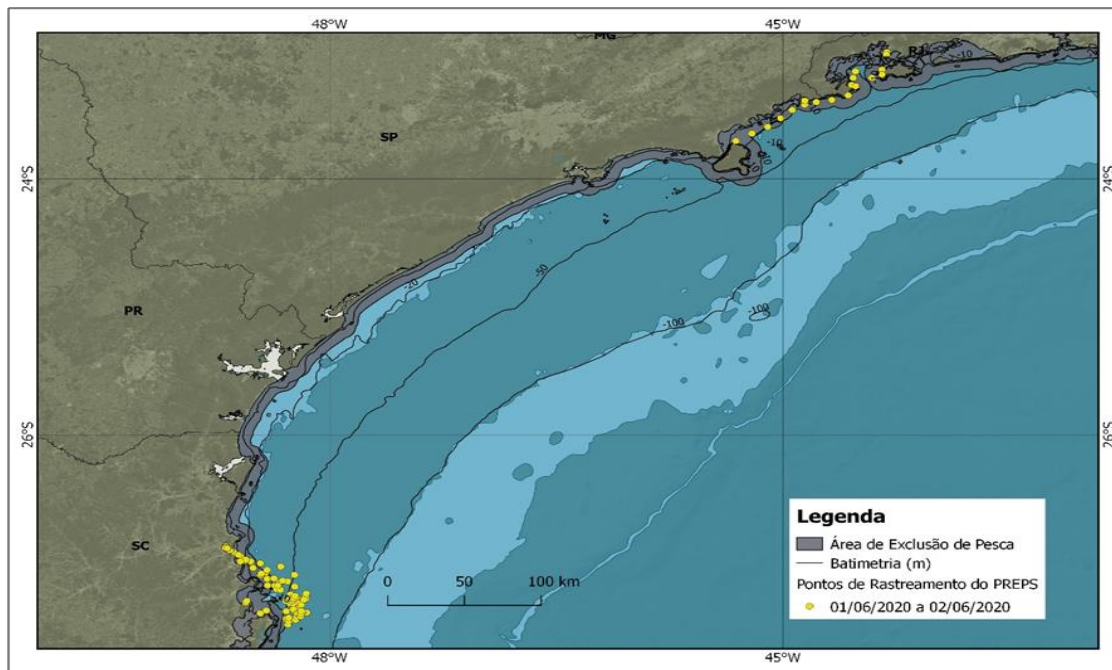 48°W
45°W
MG
RJ
-10
SP
-10
24°S
24°S
-50
-20
PR
-100
-100
26°S
26°S
Legenda
Área de Exclusão de Pesca
Batimetria (m)
Pontos de Rastreamento do PREPS
01/06/2020 a 02/06/2020
SC
0
50
100 km
48°W
45°W